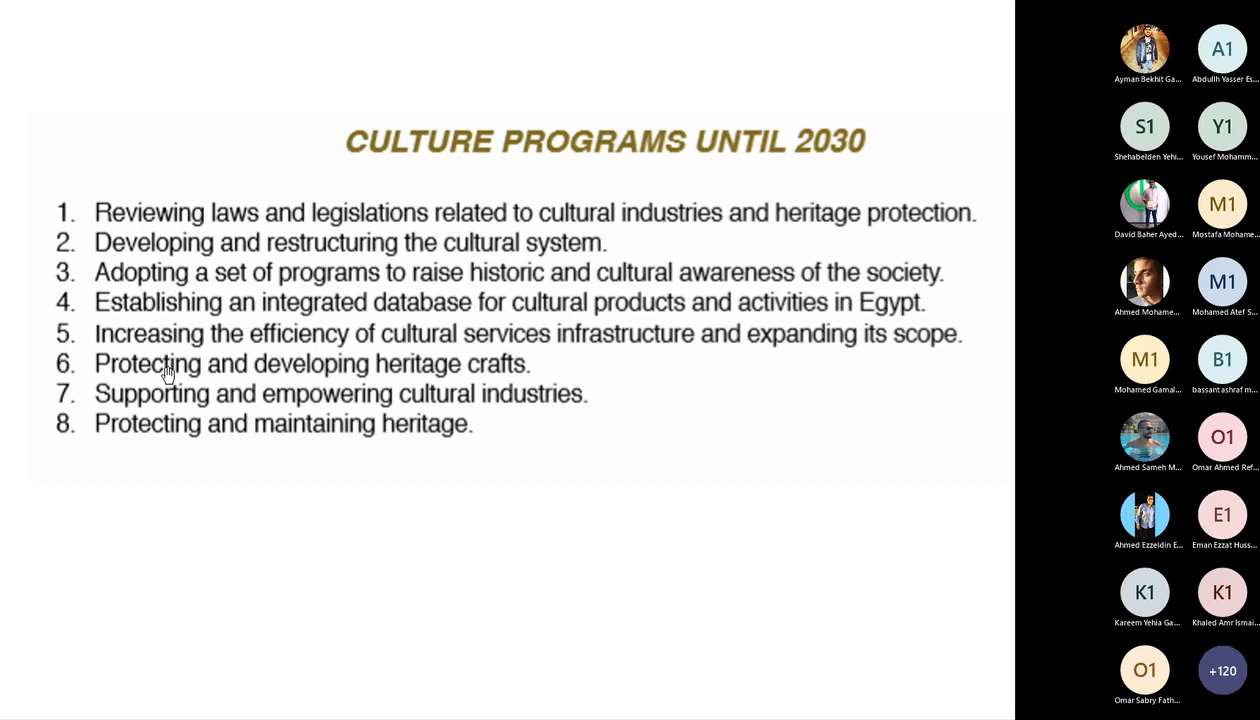 CULTURE PROGRAMS UNTIL 2030
1. Reviewing laws and legislations related to cultural industries and heritage protection.
2. Developing and restructuring the cultural system.
3. Adopting a set of programs to raise historic and cultural awareness of the society.
4. Establishing an integrated database for cultural products and activities in Egypt.
5. Increasing the efficiency of cultural services infrastructure and expanding its scope.
6. Protecting and developing heritage crafts.
7. Supporting and empowering cultural industries.
8. Protecting and maintaining heritage.
A1
Ayman Bekhit Ga... Abdullh Yasser Es...
S1 Y1
Shehabelden Yehi... Yousef Mohamm...
M1
David Baher Ayed... Mostafa Mohame...
M1
Ahmed Mohame... Mohamed Atef S...
M1 B1
Mohamed Gamal... bassant ashraf m...
O1
Ahmed Sameh M... Omar Ahmed Ref...
E1
Ahmed Ezzeldin E... Eman Ezzat Huss...
K1 K1
Kareem Yehia Ga... Khaled Amr Ismai...
O1 +120
Omar Sabry Fath...